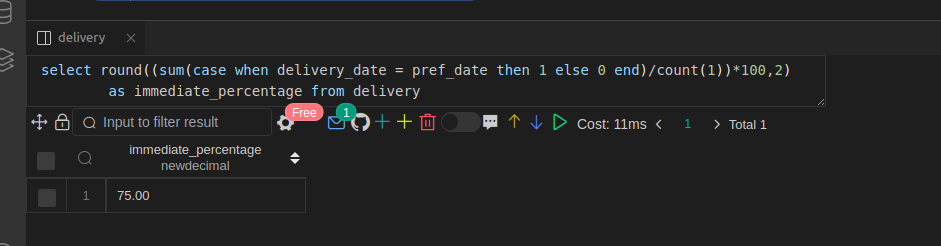 delivery
select round((sum(case when delivery_date = pref_date then 1 else 0 end)/count(1))*100,2)
as immediate_percentage from delivery
Input to filter result Free 1 Cost: 11ms 1 Total 1
immediate_percentage
newdecimal
1 75.00